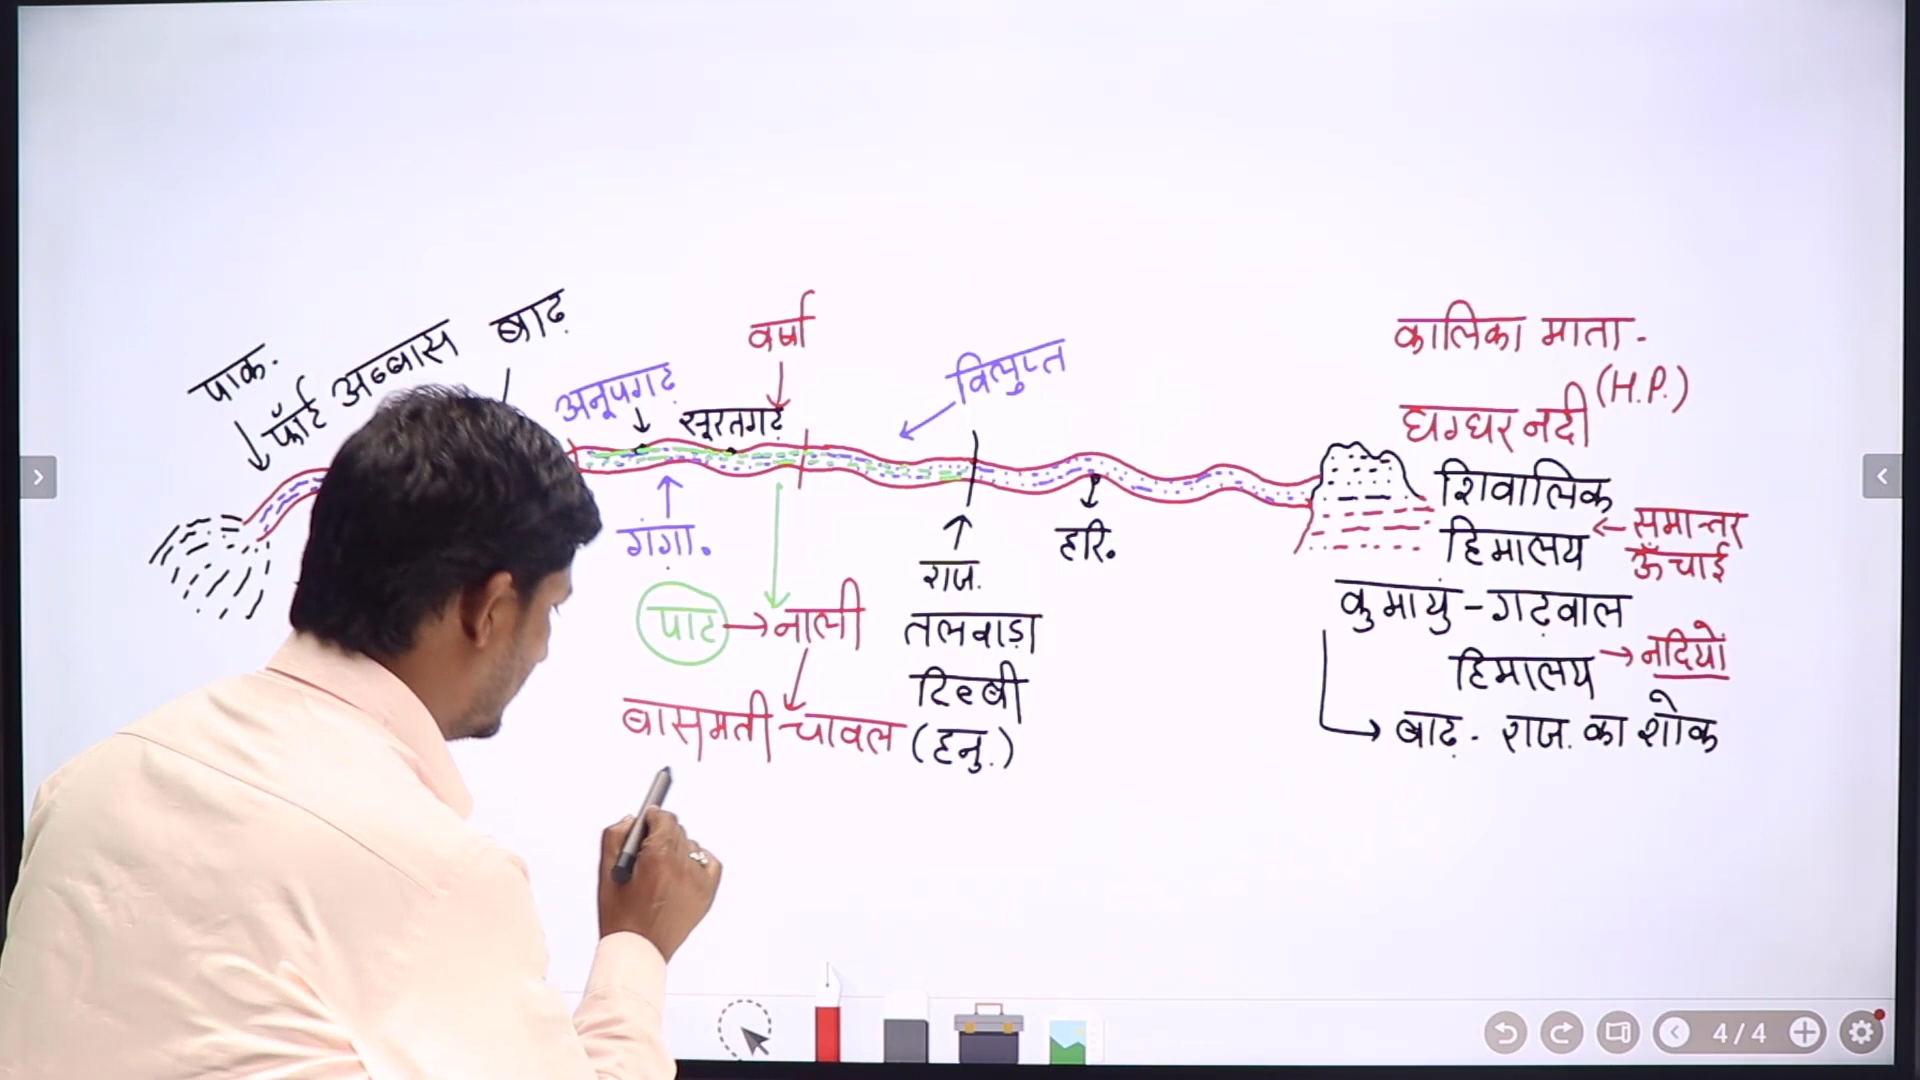 पाक.
फॉर्ट अब्बास
बाढ़
अनूपगढ़
सूरतगढ़
वर्षा
विलुप्त
गंगा.
पाट → नाली
बासमती चावल
राज.
तलवाड़ा
टिब्बी
(हनु.)
हरि.
कालिका माता -
(H.P.)
घग्घर नदी
शिवालिक
हिमालय ← समान्तर
ऊँचाई
कुमायु - गढ़वाल
हिमालय → नदियो
→ बाढ़ - राज. का शोक
4/4